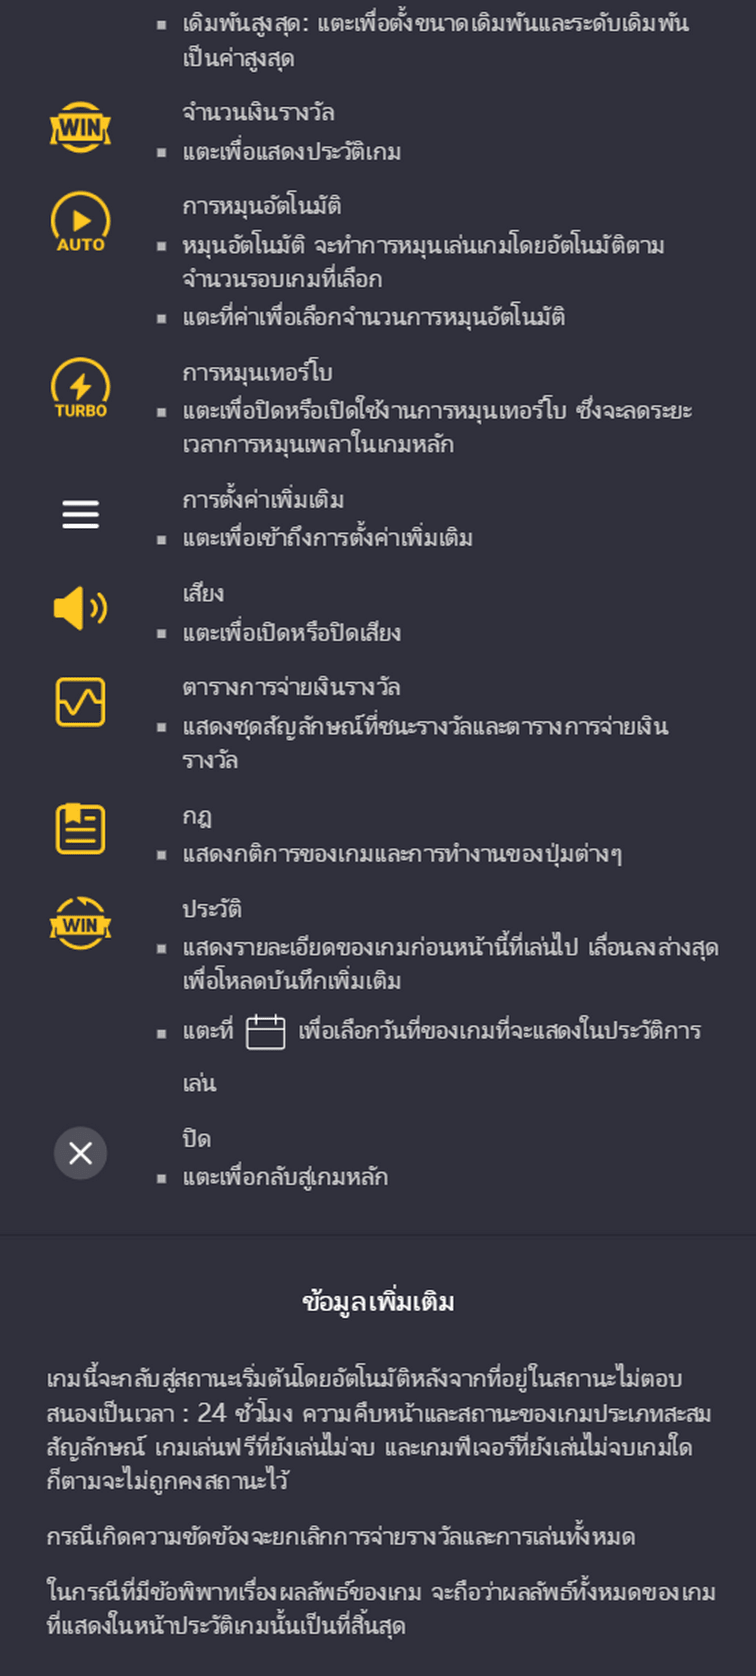 เดิมพันสูงสุด: แตะเพื่อตั้งขนาดเดิมพันและระดับเดิมพัน
เป็นค่าสูงสุด
WIN
จำนวนเงินรางวัล
แตะเพื่อแสดงประวัติเกม
AUTO
การหมุนอัตโนมัติ
หมุนอัตโนมัติ จะทำการหมุนเล่นเกมโดยอัตโนมัติตาม
จำนวนรอบเกมที่เลือก
แตะที่ค่าเพื่อเลือกจำนวนการหมุนอัตโนมัติ
TURBO
การหมุนเทอร์โบ
แตะเพื่อปิดหรือเปิดใช้งานการหมุนเทอร์โบ ซึ่งจะลดระยะ
เวลาการหมุนเพลาในเกมหลัก
การตั้งค่าเพิ่มเติม
แตะเพื่อเข้าถึงการตั้งค่าเพิ่มเติม
เสียง
แตะเพื่อเปิดหรือปิดเสียง
ตารางการจ่ายเงินรางวัล
แสดงชุดสัญลักษณ์ที่ชนะรางวัลและตารางการจ่ายเงิน
รางวัล
กฎ
แสดงกติการของเกมและการทำงานของปุ่มต่างๆ
WIN
ประวัติ
แสดงรายละเอียดของเกมก่อนหน้านี้ที่เล่นไป เลื่อนลงล่างสุด
เพื่อโหลดบันทึกเพิ่มเติม
แตะที่ เพื่อเลือกวันที่ของเกมที่จะแสดงในประวัติการ
เล่น
ปิด
แตะเพื่อกลับสู่เกมหลัก
ข้อมูลเพิ่มเติม
เกมนี้จะกลับสู่สถานะเริ่มต้นโดยอัตโนมัติหลังจากที่อยู่ในสถานะไม่ตอบ
สนองเป็นเวลา : 24 ชั่วโมง ความคืบหน้าและสถานะของเกมประเภทสะสม
สัญลักษณ์ เกมเล่นฟรีที่ยังเล่นไม่จบ และเกมฟีเจอร์ที่ยังเล่นไม่จบเกมใด
ก็ตามจะไม่ถูกคงสถานะไว้
กรณีเกิดความขัดข้องจะยกเลิกการจ่ายรางวัลและการเล่นทั้งหมด
ในกรณีที่มีข้อพิพาทเรื่องผลลัพธ์ของเกม จะถือว่าผลลัพธ์ทั้งหมดของเกม
ที่แสดงในหน้าประวัติเกมนั้นเป็นที่สิ้นสุด